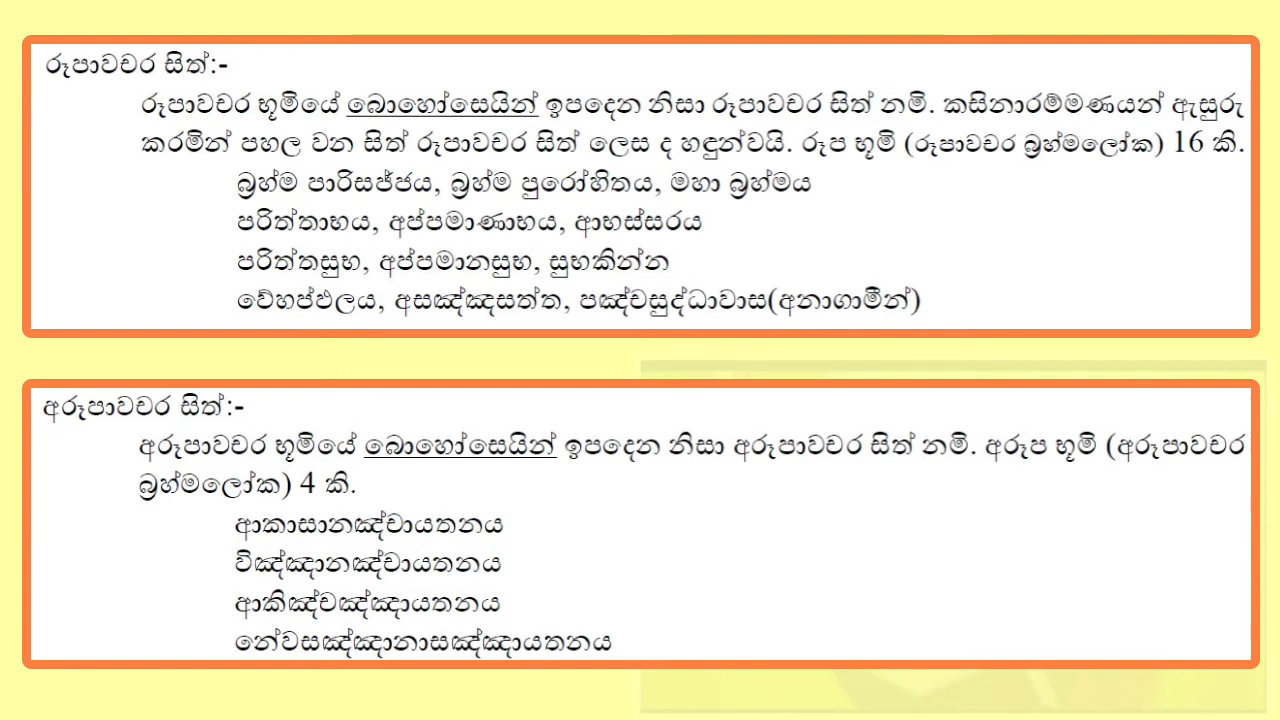 රූපාවචර සිත්:-
රූපාවචර භූමියේ බොහෝසෙයින් ඉපදෙන නිසා රූපාවචර සිත් නමි. කසිනාරම්මණයන් ඇසුරු
කරමින් පහල වන සිත් රූපාවචර සිත් ලෙස ද හඳුන්වයි. රූප භූමි (රූපාවචර බ්‍රහ්මලෝක) 16 කි.
බ්‍රහ්ම පාරිසජ්ජය, බ්‍රහ්ම පුරෝහිතය, මහා බ්‍රහ්මය
පරිත්තාභය, අප්පමාණාභය, ආභස්සරය
පරිත්තසුභ, අප්පමානසුභ, සුභකින්න
වේහප්ඵලය, අසඤ්ඤසත්ත, පඤ්චසුද්ධාවාස(අනාගාමීන්)
අරූපාවචර සිත්:-
අරූපාවචර භූමියේ බොහෝසෙයින් ඉපදෙන නිසා අරූපාවචර සිත් නමි. අරූප භූමි (අරූපාවචර
බ්‍රහ්මලෝක) 4 කි.
ආකාසානඤ්චායතනය
විඤ්ඤානඤ්චායතනය
ආකිඤ්චඤ්ඤායතනය
නේවසඤ්ඤානාසඤ්ඤායතනය